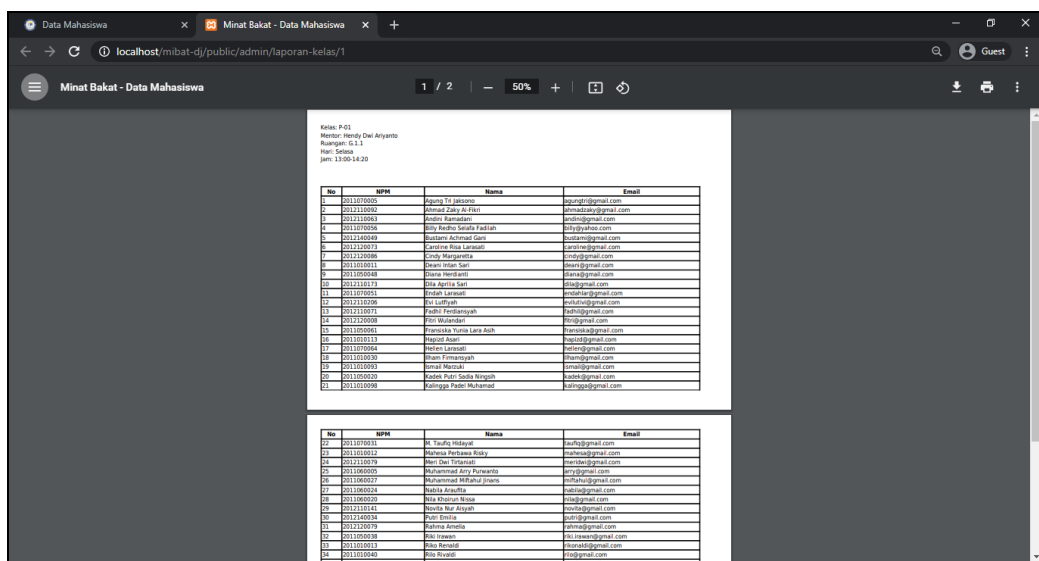 Data Mahasiswa
Minat Bakat - Data Mahasiswa
localhost/mibat-dj/public/admin/laporan-kelas/1
Guest
Minat Bakat - Data Mahasiswa
1 / 2
50%
Kelas: P-01
Mentor: Hendy Dwi Ariyanto
Ruangan: G.1.1
Hari: Selasa
Jam: 13:00-14:20
No NPM Nama Email
1 2011070005 Agung Tri Jaksono agungtri@gmail.com
2 2012110092 Ahmad Zaky Al-Fikri ahmadzaky@gmail.com
3 2012110063 Andini Ramadani andini@gmail.com
4 2011070056 Billy Redho Selafa Fadilah billy@yahoo.com
5 2012140049 Bustami Achmad Gani bustami@gmail.com
6 2012120073 Caroline Risa Larasati caroline@gmail.com
7 2012120086 Cindy Margaretta cindy@gmail.com
8 2011010011 Deani Intan Sari deani@gmail.com
9 2011050048 Diana Herdianti diana@gmail.com
10 2012110173 Dila Aprilia Sari dila@gmail.com
11 2011070051 Endah Larasati endahlar@gmail.com
12 2012110206 Evi Lutfiyah evilutivi@gmail.com
13 2012110071 Fadhil Ferdiansyah fadhil@gmail.com
14 2012120008 Fitri Wulandari fitri@gmail.com
15 2011050061 Fransiska Yunia Lara Asih fransiska@gmail.com
16 2011010113 Hapizd Asari hapizd@gmail.com
17 2011070064 Hellen Larasati hellen@gmail.com
18 2011010030 Ilham Firmansyah ilham@gmail.com
19 2011010093 Ismail Marzuki ismail@gmail.com
20 2011050020 Kadek Putri Sadia Ningsih kadek@gmail.com
21 2011010098 Kalingga Padel Muhamad kalingga@gmail.com
No NPM Nama Email
22 2011070031 M. Taufiq Hidayat taufiq@gmail.com
23 2011010012 Mahesa Perbawa Risky mahesa@gmail.com
24 2012110079 Meri Dwi Tirtaniati meridwi@gmail.com
25 2011060005 Muhammad Arry Purwanto arry@gmail.com
26 2011060027 Muhammad Miftahul Jinans miftahul@gmail.com
27 2011060024 Nabila Araufita nabila@gmail.com
28 2011060020 Nila Khoirun Nissa nila@gmail.com
29 2012110141 Novita Nur Aisyah novita@gmail.com
30 2012140034 Putri Emilia putri@gmail.com
31 2012120079 Rahma Amelia rahma@gmail.com
32 2011050038 Riki Irawan riki.irawan@gmail.com
33 2011010013 Riko Renaldi rikonaldi@gmail.com
34 2011010040 Rilo Rivaldi rilo@gmail.com